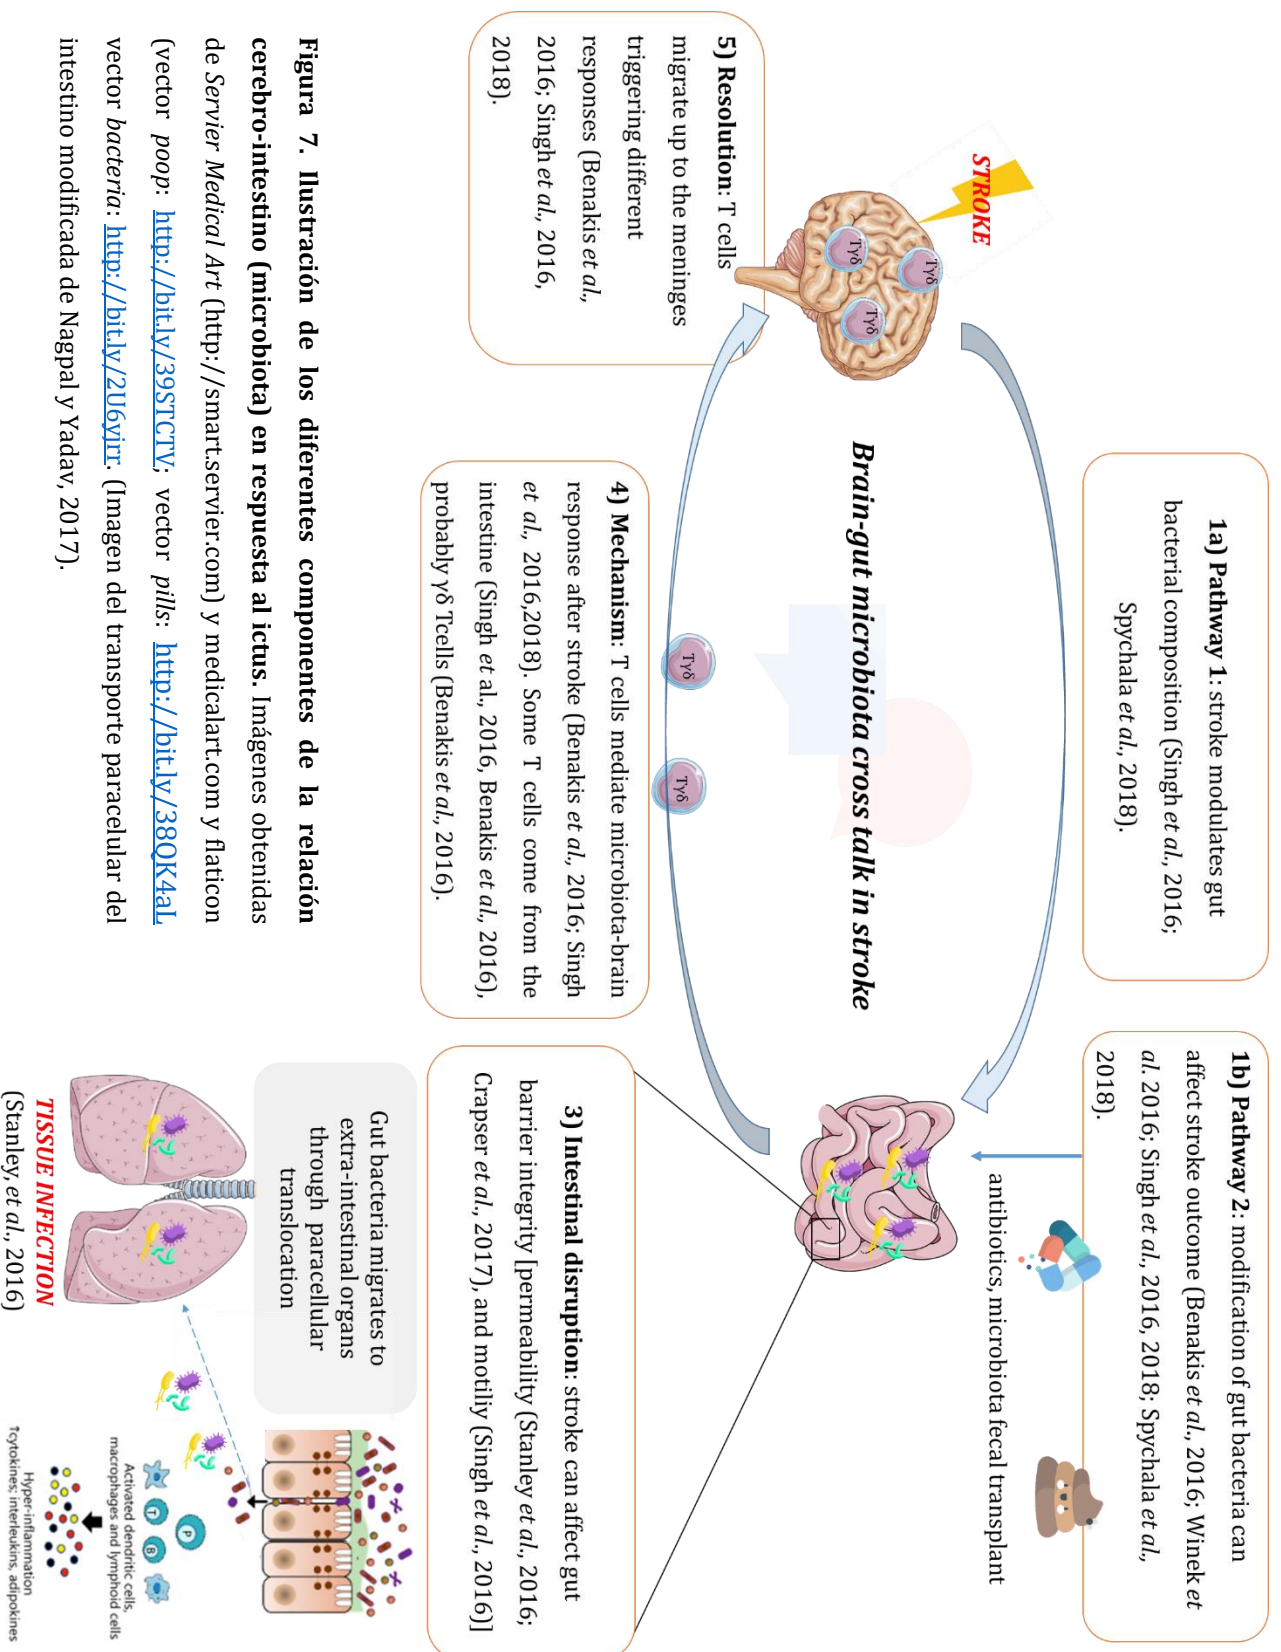 1a) Pathway 1: stroke modulates gut
bacterial composition (Singh et al., 2016;
Spychala et al., 2018).
1b) Pathway 2: modification of gut bacteria can
affect stroke outcome (Benakis et al., 2016; Winek et
al. 2016; Singh et al., 2016, 2018; Spychala et al.,
2018).
antibiotics, microbiota fecal transplant
STROKE
Tγδ
Tγδ
Tγδ
Brain-gut microbiota cross talk in stroke
Tγδ
Tγδ
5) Resolution: T cells
migrate up to the meninges
triggering different
responses (Benakis et al.,
2016; Singh et al., 2016,
2018).
4) Mechanism: T cells mediate microbiota-brain
response after stroke (Benakis et al., 2016; Singh
et al., 2016,2018). Some T cells come from the
intestine (Singh et al., 2016, Benakis et al., 2016),
probably γδ Tcells (Benakis et al., 2016).
3) Intestinal disruption: stroke can affect gut
barrier integrity [permeability (Stanley et al., 2016;
Crapser et al., 2017), and motiliy (Singh et al., 2016)]
Gut bacteria migrates to
extra-intestinal organs
through paracellular
translocation
P
T
B
Activated dendritic cells,
macrophages and lymphoid cells
Hyper-inflammation
↑cytokines; interleukins, adipokines
TISSUE INFECTION
(Stanley, et al., 2016)
Figura 7. Ilustración de los diferentes componentes de la relación
cerebro-intestino (microbiota) en respuesta al ictus. Imágenes obtenidas
de Servier Medical Art (http://smart.servier.com) y medicalart.com y flaticon
(vector poop: http://bit.ly/39STCTV; vector pills: http://bit.ly/38QK4aL
vector bacteria: http://bit.ly/2U6yjrr. (Imagen del transporte paracelular del
intestino modificada de Nagpal y Yadav, 2017).